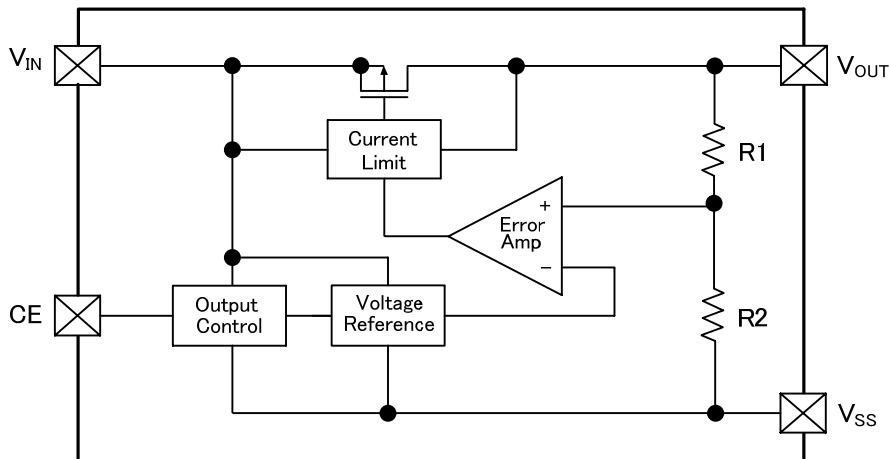 VIN
VOUT
Current
Limit
R1
+
Error
Amp
−
CE
Output
Control
Voltage
Reference
R2
VSS